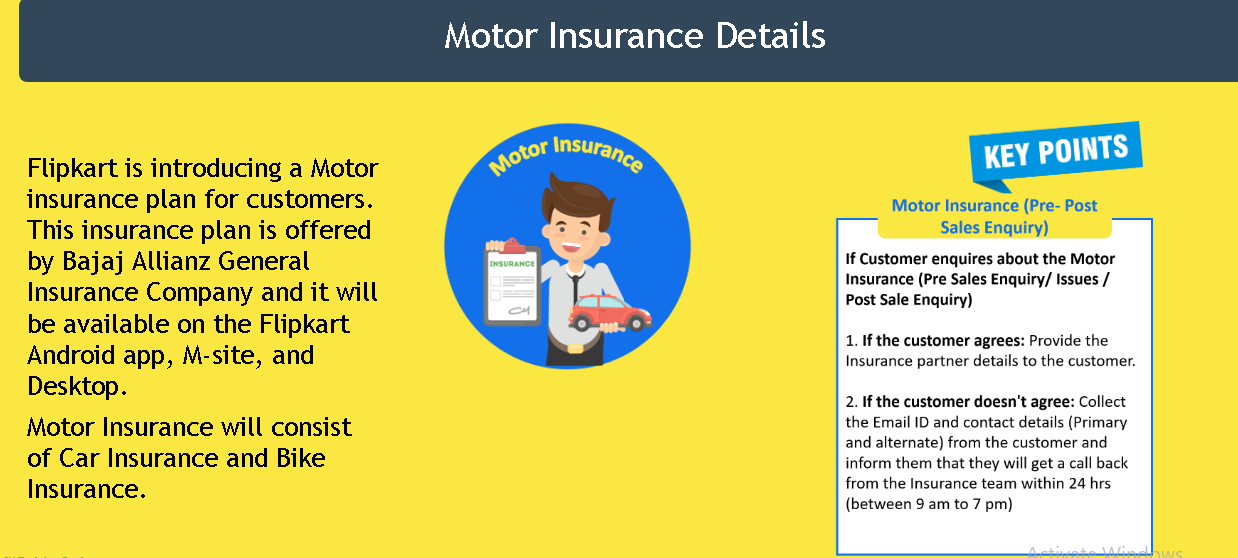 Motor Insurance Details
Flipkart is introducing a Motor
insurance plan for customers.
This insurance plan is offered
by Bajaj Allianz General
Insurance Company and it will
be available on the Flipkart
Android app, M-site, and
Desktop.
Motor Insurance will consist
of Car Insurance and Bike
Insurance.
Motor Insurance
INSURANCE
KEY POINTS
Motor Insurance (Pre- Post
Sales Enquiry)
If Customer enquires about the Motor
Insurance (Pre Sales Enquiry/ Issues /
Post Sale Enquiry)
1. If the customer agrees: Provide the
Insurance partner details to the customer.
2. If the customer doesn't agree: Collect
the Email ID and contact details (Primary
and alternate) from the customer and
inform them that they will get a call back
from the Insurance team within 24 hrs
(between 9 am to 7 pm)
Activate Windows